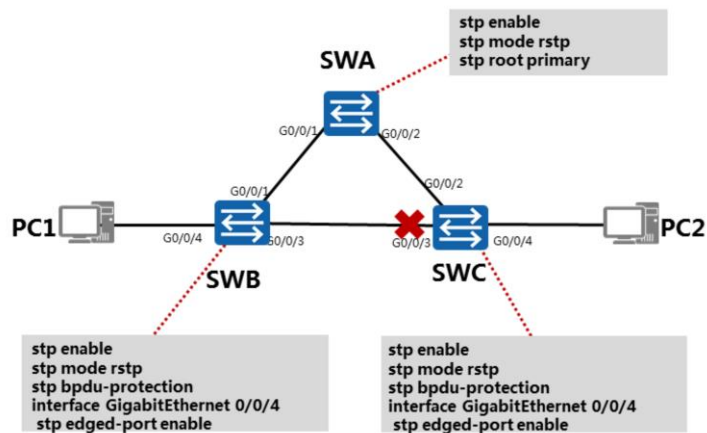 stp enable
stp mode rstp
stp root primary
SWA
G0/0/1
G0/0/2
G0/0/1
G0/0/2
PC1
G0/0/4
G0/0/3
G0/0/3
G0/0/4
PC2
SWB
SWC
stp enable
stp mode rstp
stp bpdu-protection
interface GigabitEthernet 0/0/4
stp edged-port enable
stp enable
stp mode rstp
stp bpdu-protection
interface GigabitEthernet 0/0/4
stp edged-port enable